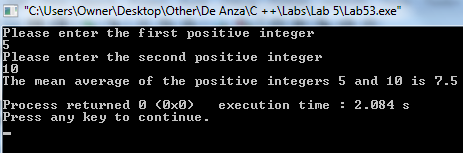 "C:\Users\Owner\Desktop\Other\De Anza\C ++\Labs\Lab 5\Lab53.exe"
Please enter the first positive integer
5
Please enter the second positive integer
10
The mean average of the positive integers 5 and 10 is 7.5
Process returned 0 (0x0)   execution time : 2.084 s
Press any key to continue.